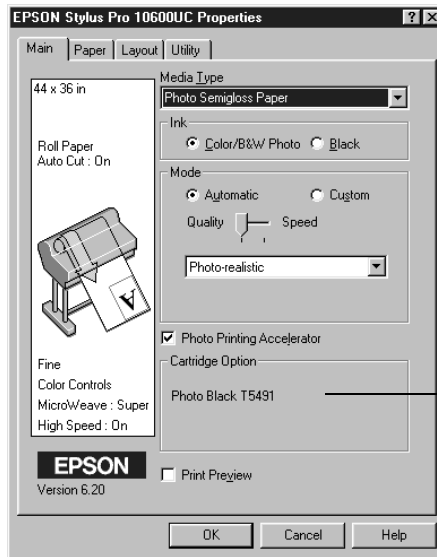 EPSON Stylus Pro 10600UC Properties
Main
Paper
Layout
Utility
44 x 36 in
Roll Paper
Auto Cut : On
A
Fine
Color Controls
MicroWeave : Super
High Speed : On
EPSON
Version 6.20
Media Type
Photo Semigloss Paper
Ink
Color/B&W Photo
Black
Mode
Automatic
Custom
Quality
Speed
Photo-realistic
Photo Printing Accelerator
Cartridge Option
Photo Black T5491
Print Preview
OK
Cancel
Help